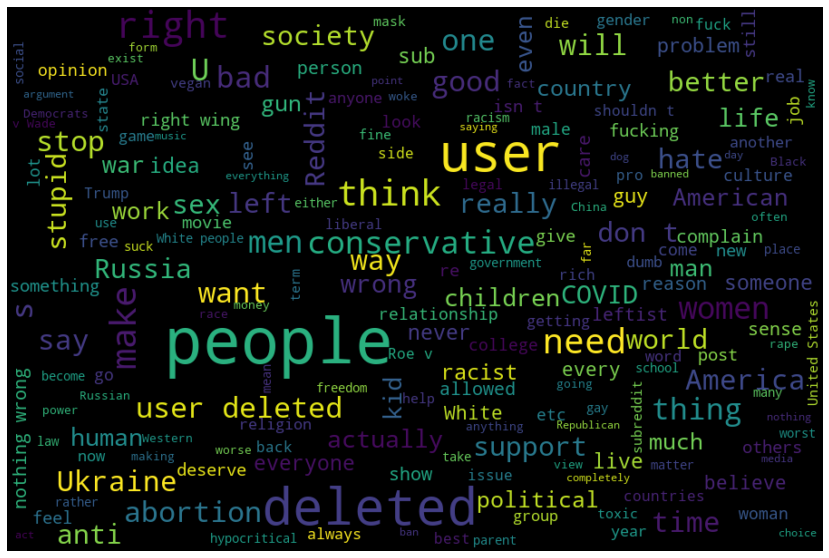 right
society
one
even
die
gender
non
fuck
still
mask
social
form
exist
opinion
USA
vegan
U
bad
person
sub
will
problem
argument
state
Democrats
v Wade
right wing
gun
anyone
point
woke
fact
good
isn t
country
shouldn t
better
real
job
know
stop
game
music
Reddit
look
racism
fine
saying
male
fucking
life
another
lot
stupid
war
idea
see
side
user
care
dog
banned
day
Black
hate
culture
everything
Trump
work
sex
left
either
think
legal
illegal
pro
really
guy
American
China
often
use
free
suck
movie
White people
liberal
men
conservative
give
far
don t
complain
come
new
place
something
Russia
term
way
government
re
rich
dumb
man
reason
someone
s
make
want
wrong
children
COVID
leftist
women
race
money
relationship
getting
say
go
people
Roe v
never
college
need
world
word
post
sense
rape
United States
become
Russian
power
nothing wrong
user deleted
mean
freedom
kid
help
racist
allowed
every
going
school
America
many
religion
White
etc
anything
gay
Republican
subreddit
thing
nothing
law
human
Western
now
making
worse
back
actually
support
much
others
worst
Ukraine
deserve
everyone
take
show
issue
view
completely
live
matter
believe
media
rather
feel
abortion
deleted
political
countries
group
toxic
woman
anti
hypocritical
always
ban
best
parent
year
time
choice
act